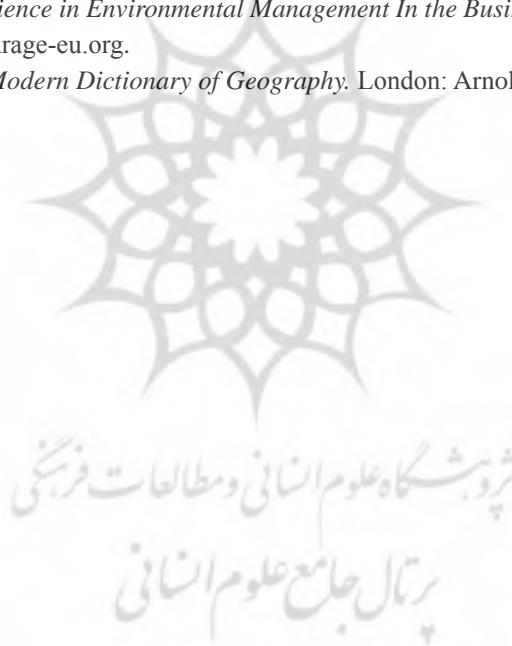 ience in Environmental Management In the Busi
rage-eu.org.
Modern Dictionary of Geography. London: Arnol
پژوهشگاه علوم انسانی و مطالعات فرهنگی
پرتال جامع علوم انسانی